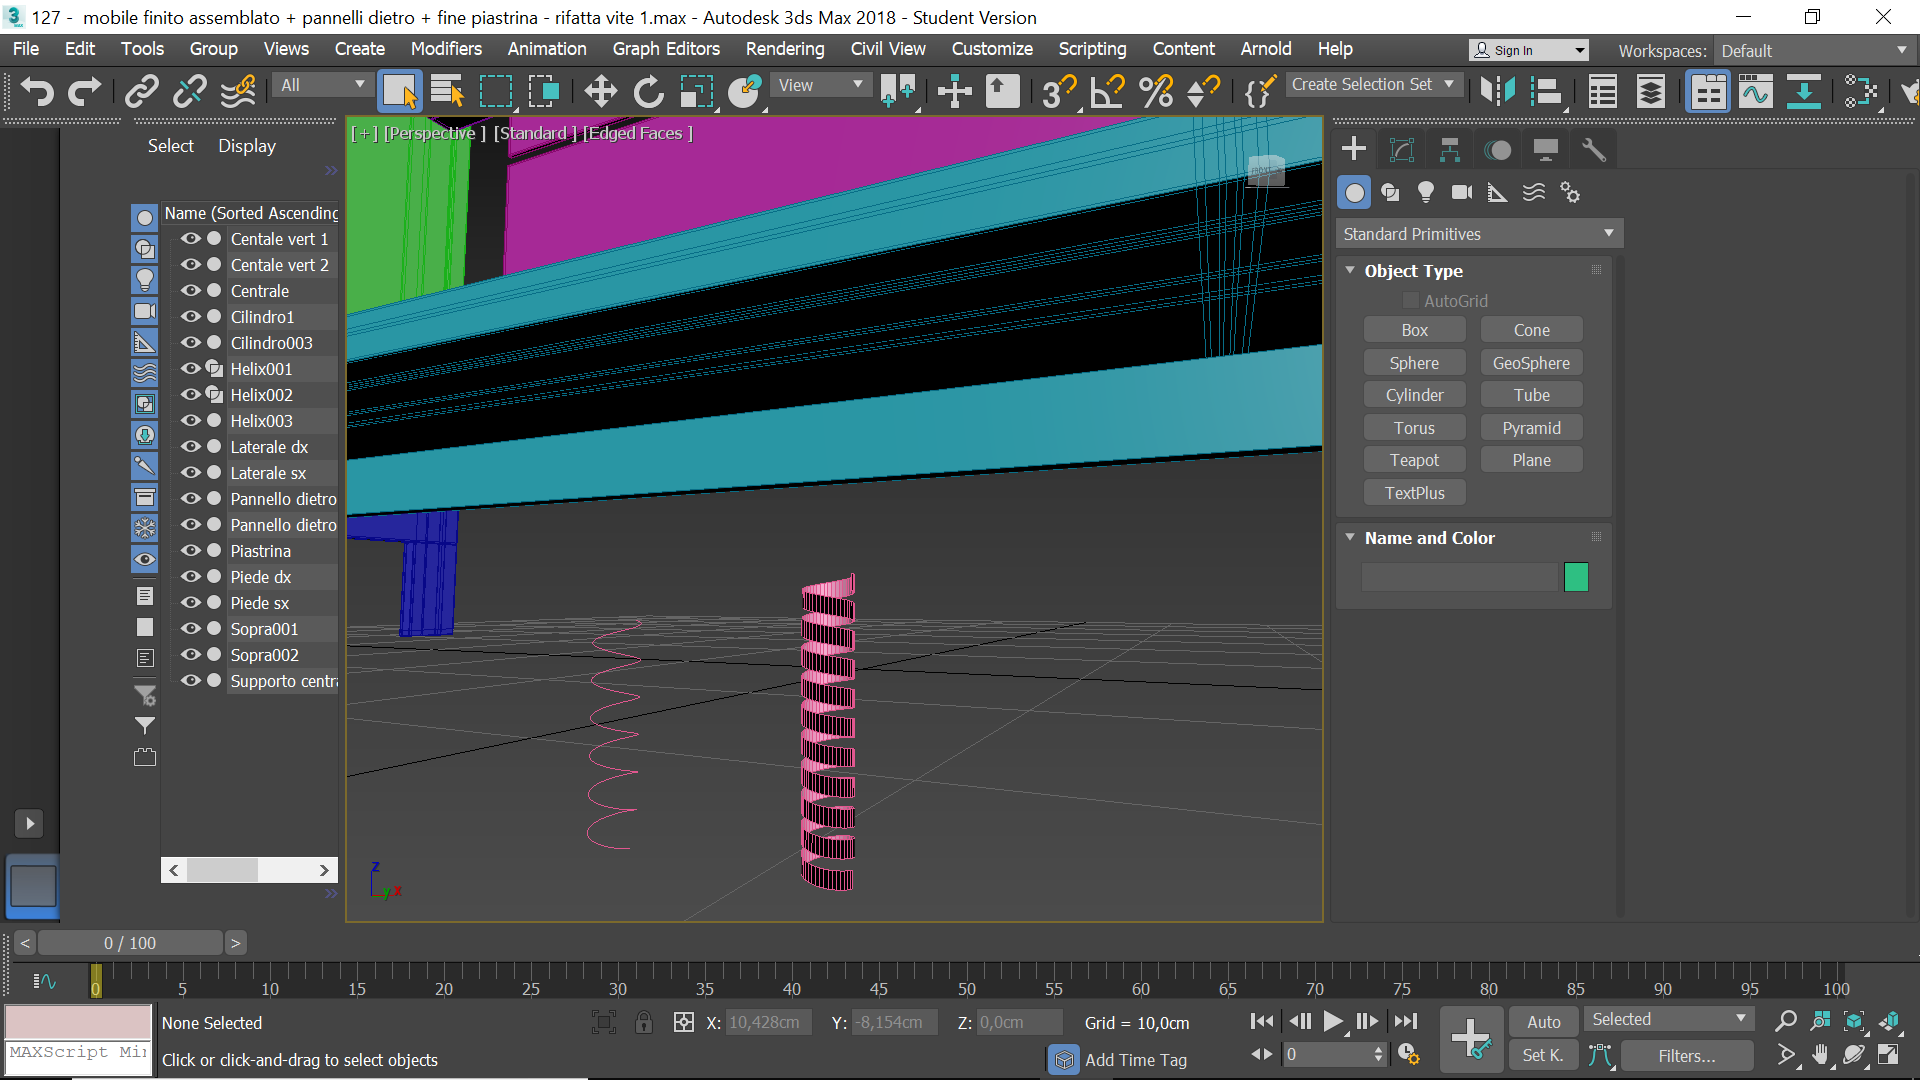 127 - mobile finito assemblato + pannelli dietro + fine piastrina - rifatta vite 1.max - Autodesk 3ds Max 2018 - Student Version
File Edit Tools Group Views Create Modifiers Animation Graph Editors Rendering Civil View Customize Scripting Content Arnold Help
Sign In
Workspaces: Default
All
View
Create Selection Set
Select Display
[ + ] [Perspective ] [Standard ] [Edged Faces ]
Name (Sorted Ascending
Centale vert 1
Centale vert 2
Centrale
Cilindro1
Cilindro003
Helix001
Helix002
Helix003
Laterale dx
Laterale sx
Pannello dietro
Pannello dietro
Piastrina
Piede dx
Piede sx
Sopra001
Sopra002
Supporto centra
z
y x
Standard Primitives
Object Type
AutoGrid
Box Cone
Sphere GeoSphere
Cylinder Tube
Torus Pyramid
Teapot Plane
TextPlus
Name and Color
< 0 / 100 >
0 5 10 15 20 25 30 35 40 45 50 55 60 65 70 75 80 85 90 95 100
None Selected
X: 10,428cm Y: -8,154cm Z: 0,0cm Grid = 10,0cm
Auto Selected
MAXScript Mi
Click or click-and-drag to select objects
Add Time Tag
0
Set K. Filters...